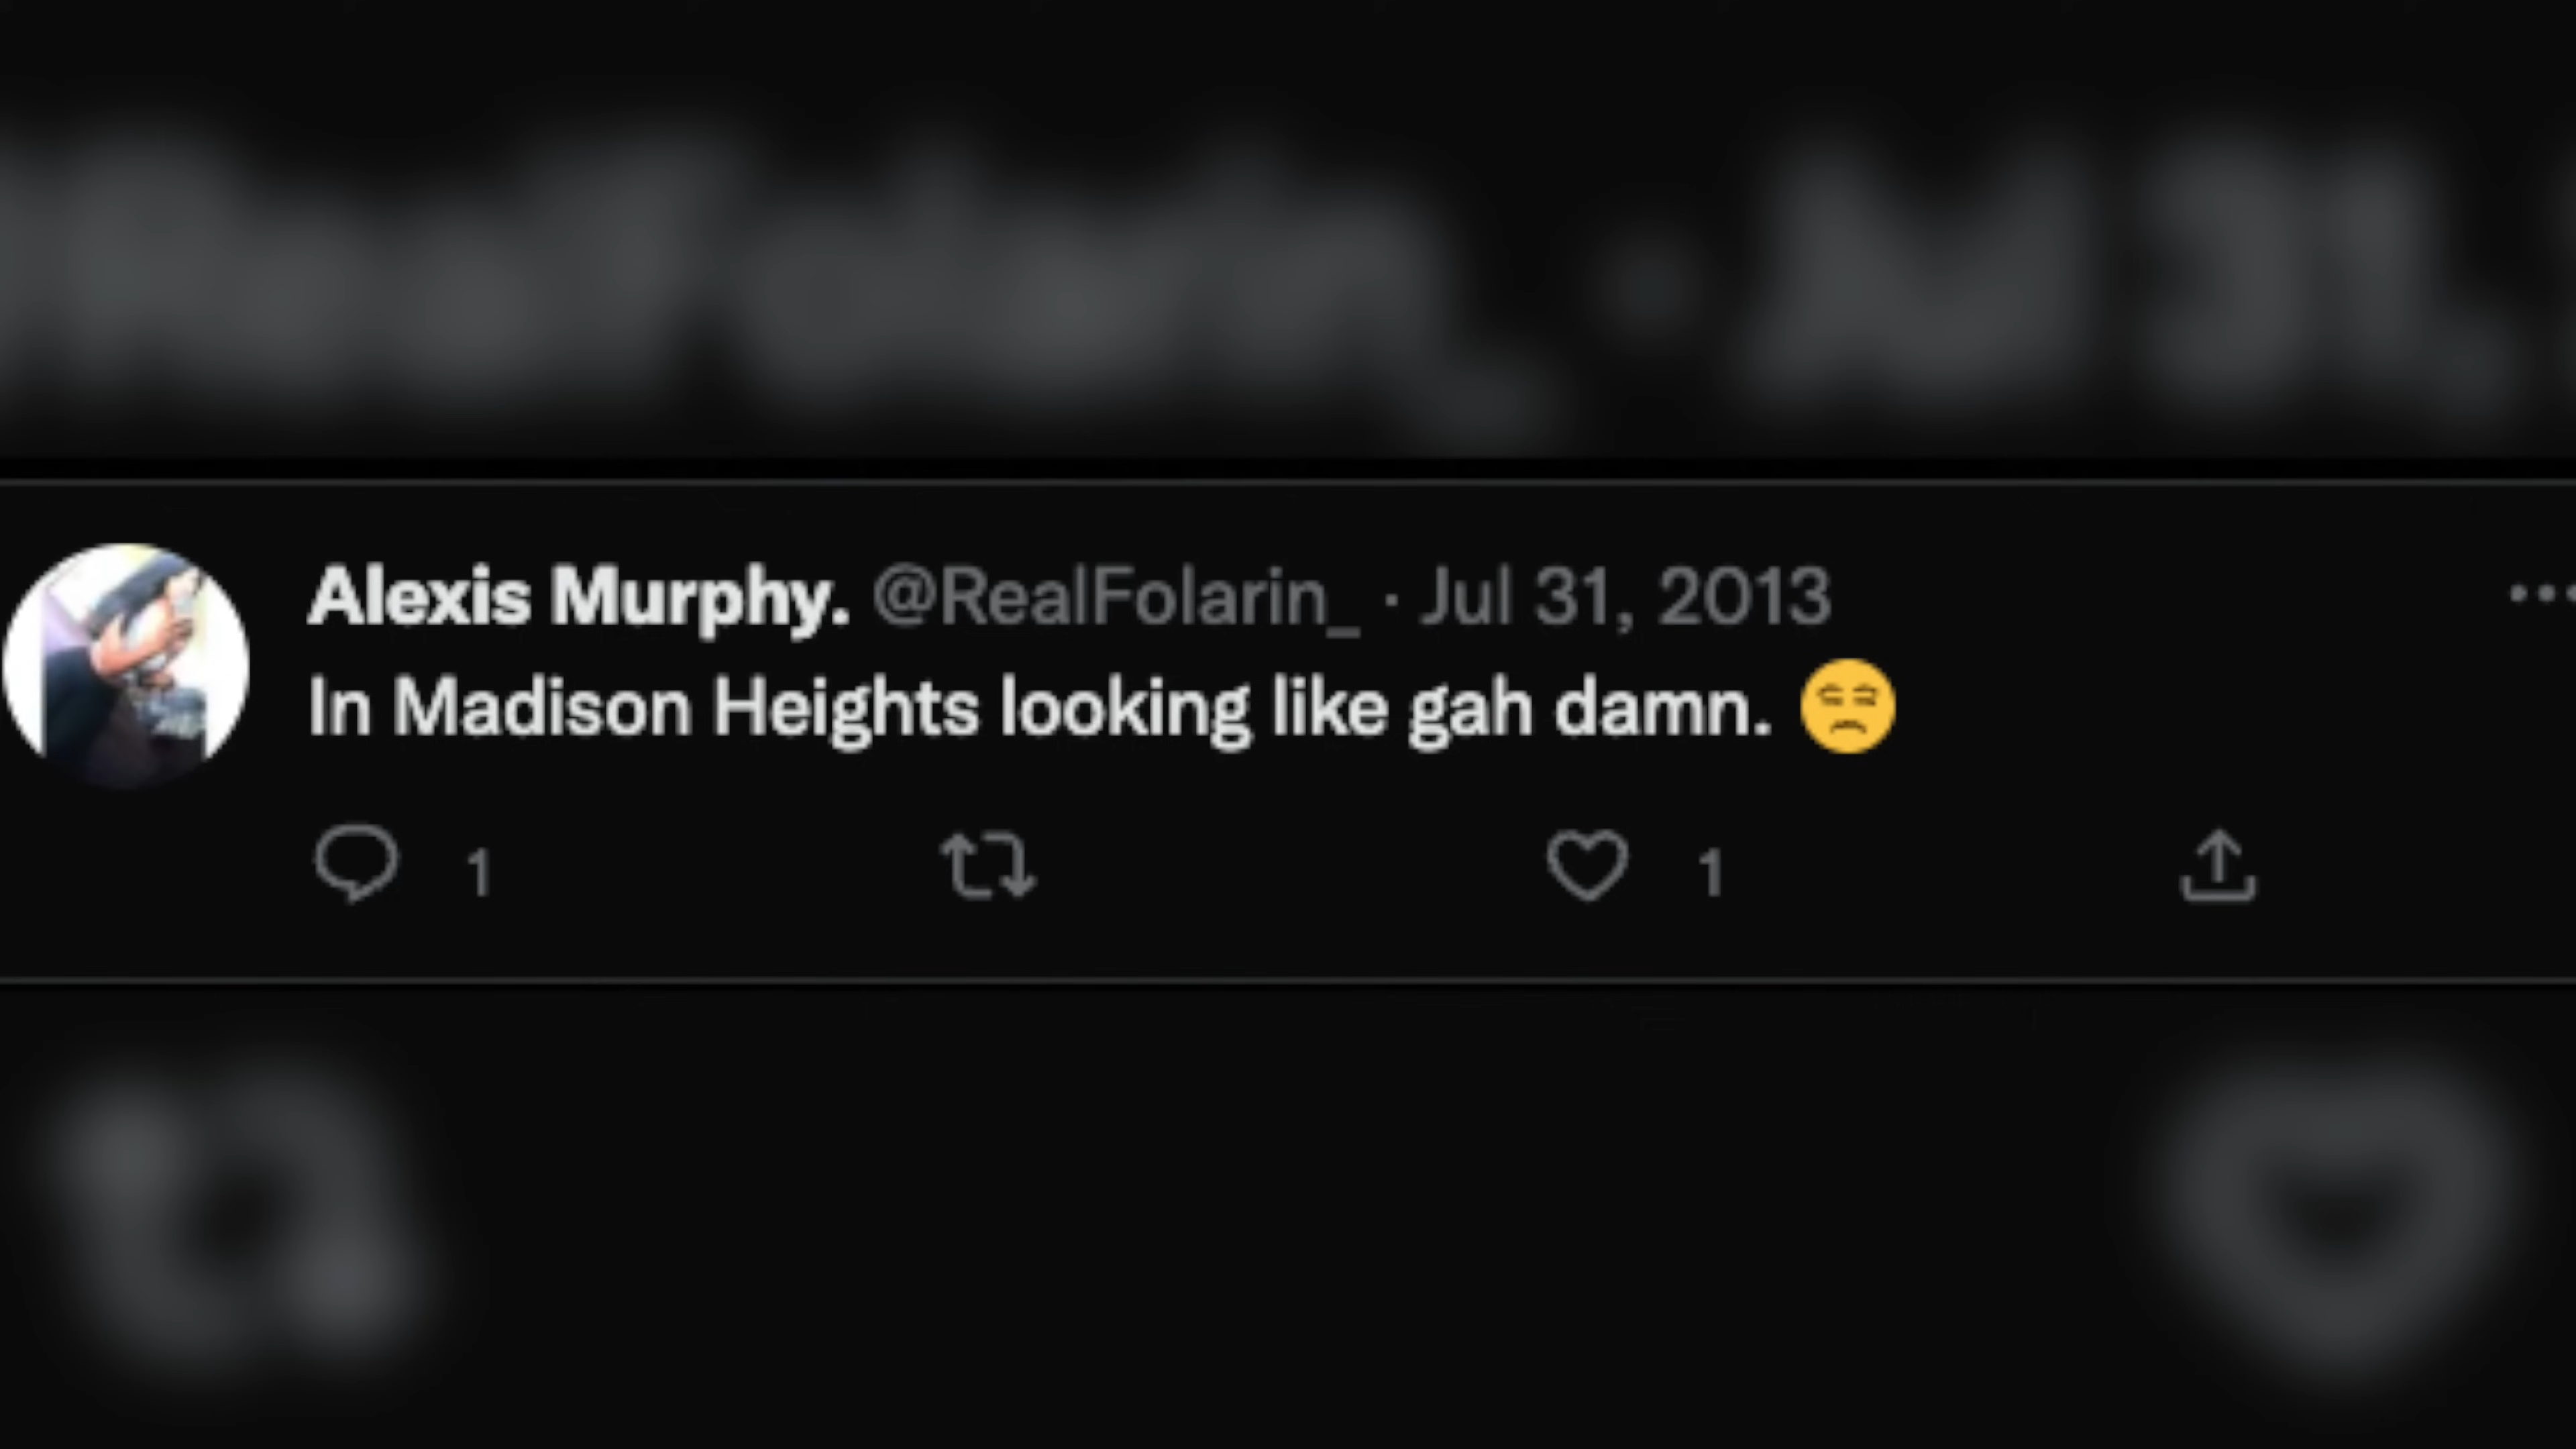 Alexis Murphy. @RealFolarin_ · Jul 31, 2013
In Madison Heights looking like gah damn. 😒
1 1